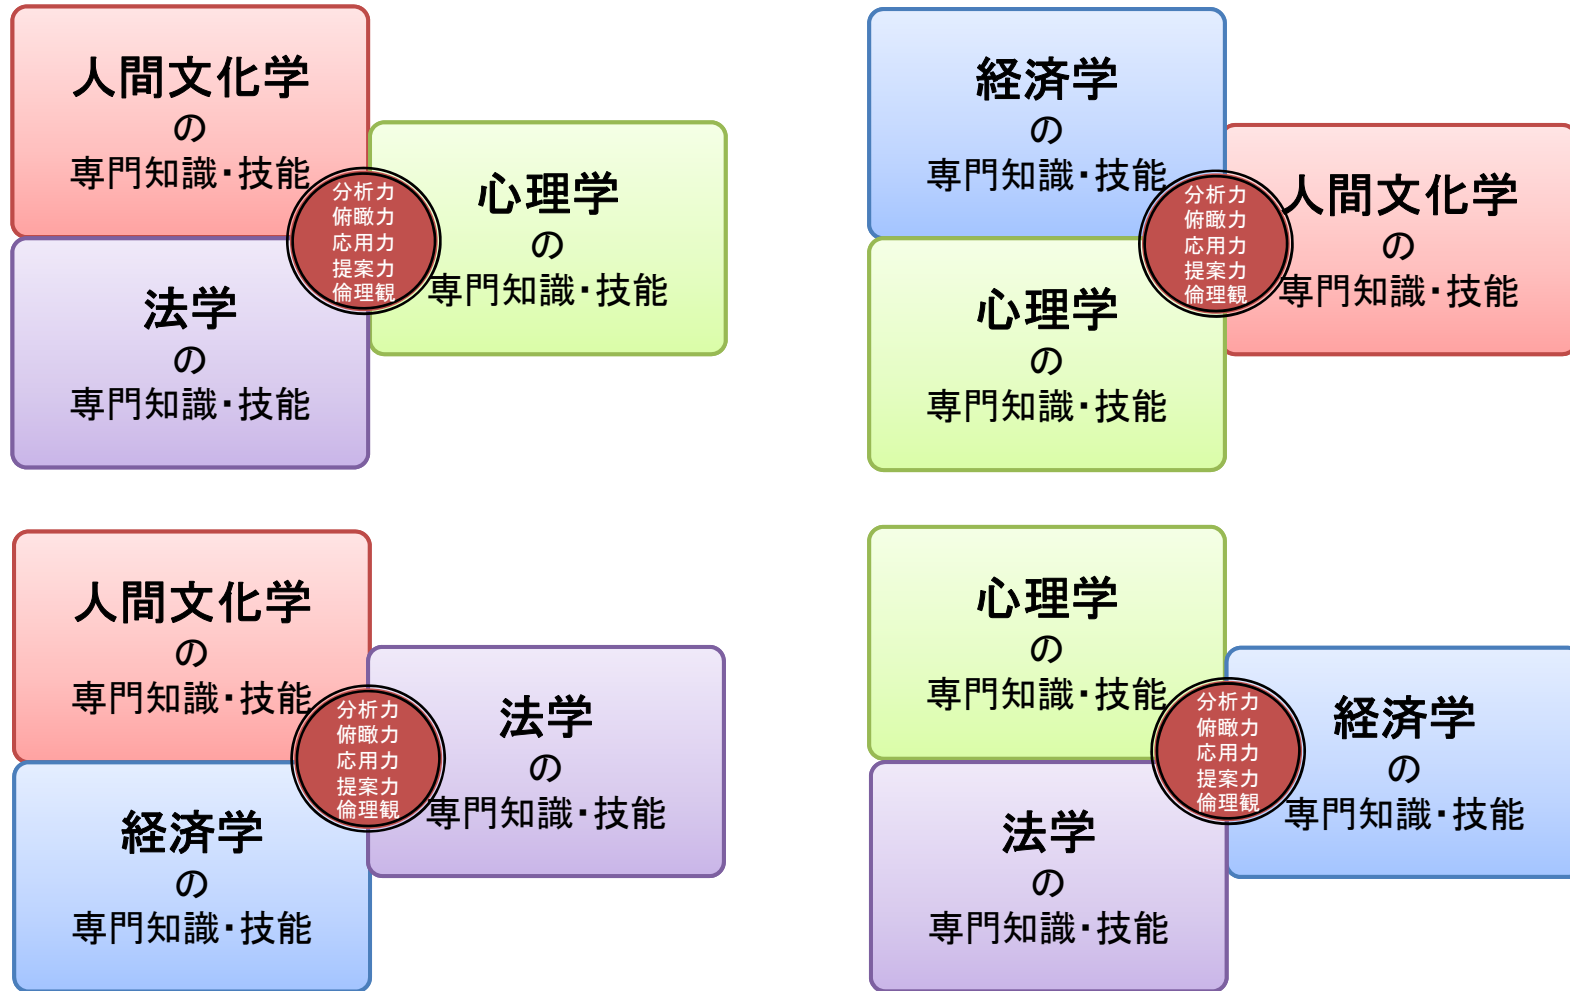 人間文化学
の
専門知識・技能
法学
の
専門知識・技能
分析力
俯瞰力
応用力
提案力
倫理観
心理学
の
専門知識・技能
経済学
の
専門知識・技能
心理学
の
専門知識・技能
分析力
俯瞰力
応用力
提案力
倫理観
人間文化学
の
専門知識・技能
人間文化学
の
専門知識・技能
経済学
の
専門知識・技能
分析力
俯瞰力
応用力
提案力
倫理観
法学
の
専門知識・技能
心理学
の
専門知識・技能
法学
の
専門知識・技能
分析力
俯瞰力
応用力
提案力
倫理観
経済学
の
専門知識・技能